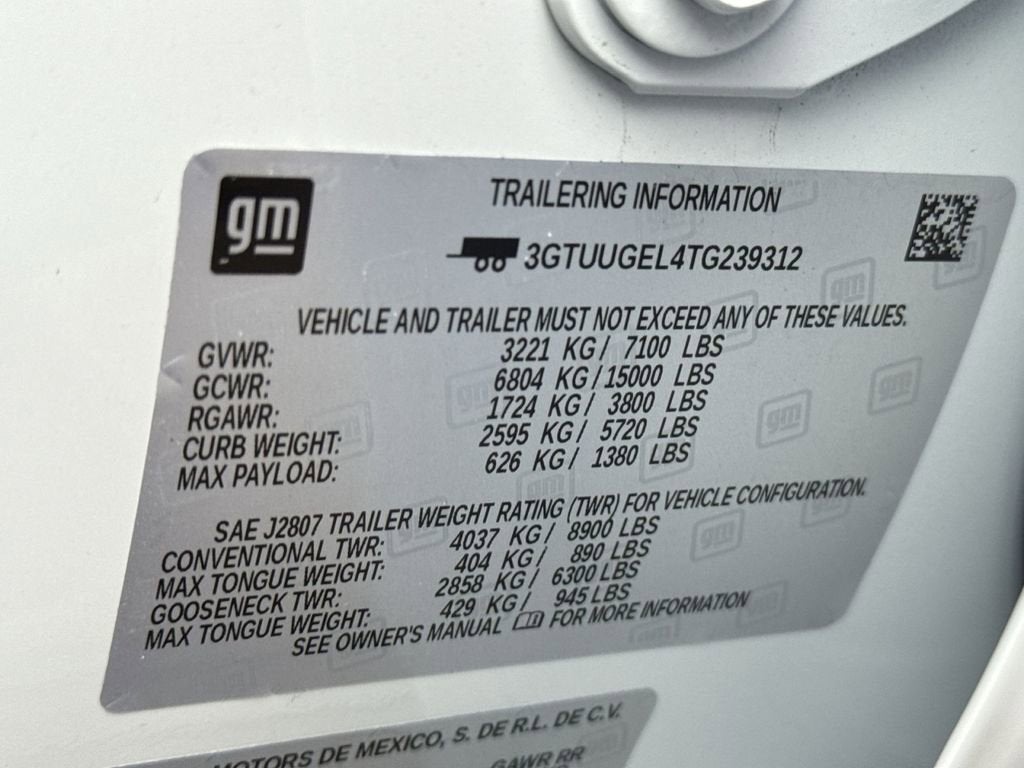 gm
TRAILERING INFORMATION
3GTUUGEL4TG239312
VEHICLE AND TRAILER MUST NOT EXCEED ANY OF THESE VALUES.
GVWR: 3221 KG/ 7100 LBS
GCWR: 6804 KG/15000 LBS
RGAWR: 1724 KG/ 3800 LBS
CURB WEIGHT: 2595 KG/ 5720 LBS
MAX PAYLOAD: 626 KG/ 1380 LBS
SAE J2807 TRAILER WEIGHT RATING (TWR) FOR VEHICLE CONFIGURATION.
CONVENTIONAL TWR: 4037 KG/ 8900 LBS
MAX TONGUE WEIGHT: 404 KG/ 890 LBS
GOOSENECK TWR: 2858 KG/ 6300 LBS
MAX TONGUE WEIGHT: 429 KG/ 945 LBS
SEE OWNER'S MANUAL FOR MORE INFORMATION
MOTORS DE MEXICO, S. DE R.L. DE C.V.
GAWR RR